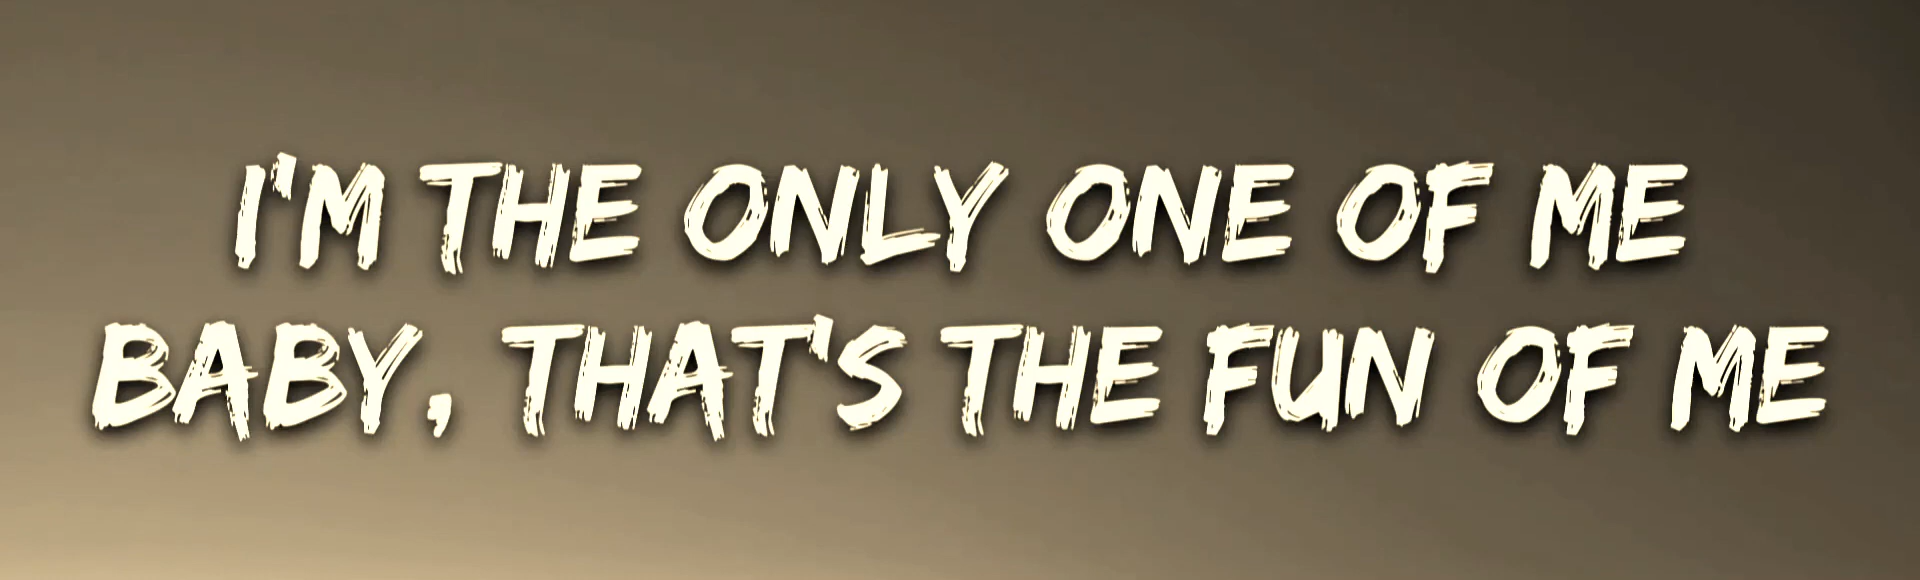 I'M THE ONLY ONE OF ME
BABY, THAT'S THE FUN OF ME